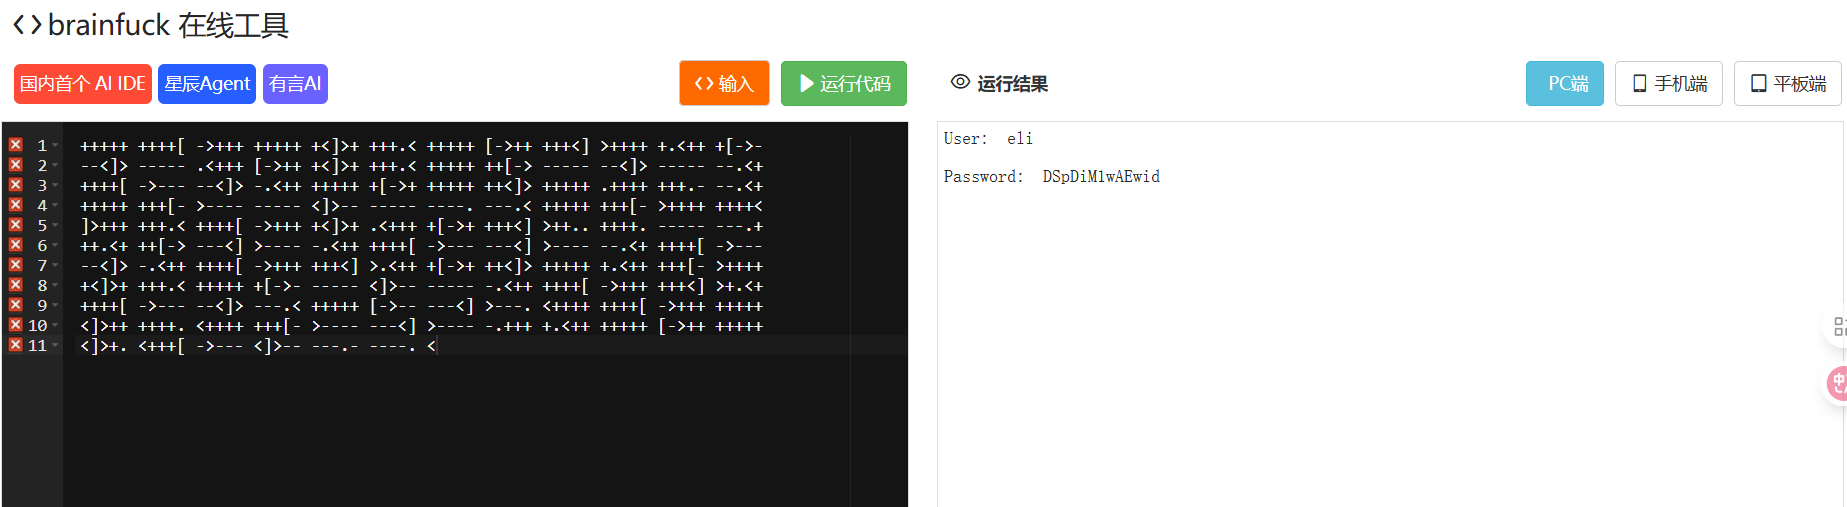 <>brainfuck 在线工具
国内首个 AI IDE 星辰Agent 有言AI <> 输入 运行代码 运行结果 PC端 手机端 平板端
1 +++++ ++++[ ->+++ +++++ +<]>+ +++.< +++++ [->++ +++<] >++++ +.<++ +[->-
2 --<]> ----- .<+++ [->++ +<]>+ +++.< +++++ ++[-> ----- --<]> ----- --.<+
3 ++++[ ->--- --<]> -.<++ +++++ +[->+ +++++ ++<]> +++++ .++++ +++.- --.<+
4 +++++ +++[- >---- ----- <]>-- ----- ----. ---.< +++++ +++[- >++++ ++++<
5 ]>+++ +++.< ++++[ ->+++ +<]>+ .<+++ +[->+ +++<] >++.. ++++. ----- ---.+
6 ++.<+ ++[-> ---<] >---- -.<++ ++++[ ->--- ---<] >---- --.<+ ++++[ ->---
7 --<]> -.<++ ++++[ ->+++ +++<] >.<++ +[->+ ++<]> +++++ +.<++ +++[- >++++
8 +<]>+ +++.< +++++ +[->- ----- <]>-- ----- -.<++ ++++[ ->+++ +++<] >+.<+
9 ++++[ ->--- --<]> ---.< +++++ [->-- ---<] >---. <++++ ++++[ ->+++ +++++
10 <]>++ ++++. <++++ +++[- >---- ---<] >---- -.+++ +.<++ +++++ [->++ +++++
11 <]>+. <+++[ ->--- <]>-- ---.- ----. <
User: eli
Password: DSpDiM1wAEwid
中